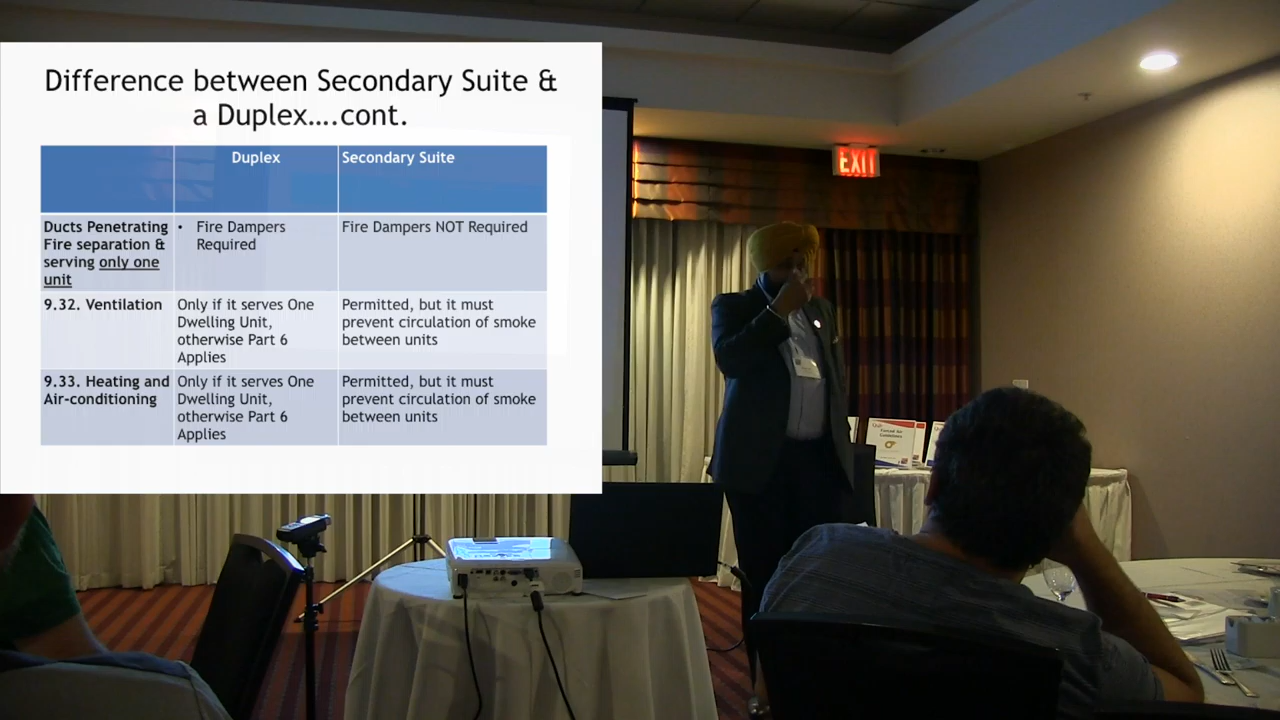 Difference between Secondary Suite &
a Duplex….cont.
Duplex
Secondary Suite
Ducts Penetrating
Fire separation &
serving only one
unit
• Fire Dampers
Required
Fire Dampers NOT Required
9.32. Ventilation
Only if it serves One
Dwelling Unit,
otherwise Part 6
Applies
Permitted, but it must
prevent circulation of smoke
between units
9.33. Heating and
Air-conditioning
Only if it serves One
Dwelling Unit,
otherwise Part 6
Applies
Permitted, but it must
prevent circulation of smoke
between units
EXIT
Forced Air
Guidelines